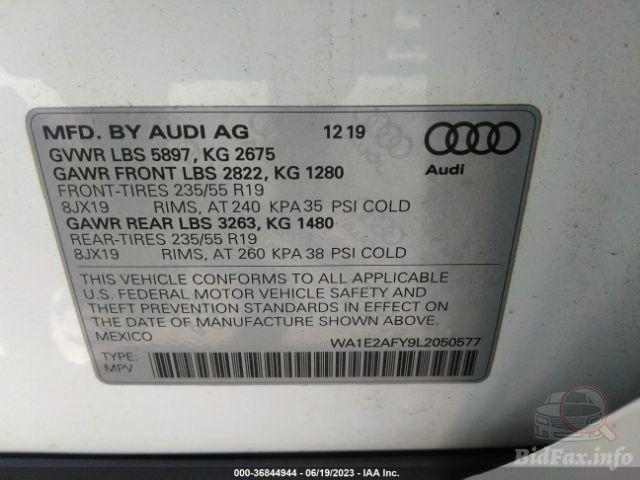 MFD. BY AUDI AG 12 19
GVWR LBS 5897, KG 2675
GAWR FRONT LBS 2822, KG 1280 Audi
FRONT-TIRES 235/55 R19
8JX19 RIMS, AT 240 KPA 35 PSI COLD
GAWR REAR LBS 3263, KG 1480
REAR-TIRES 235/55 R19
8JX19 RIMS, AT 260 KPA 38 PSI COLD
THIS VEHICLE CONFORMS TO ALL APPLICABLE
U.S. FEDERAL MOTOR VEHICLE SAFETY AND
THEFT PREVENTION STANDARDS IN EFFECT ON
THE DATE OF MANUFACTURE SHOWN ABOVE.
MEXICO WA1E2AFY9L2050577
TYPE:
MPV
BidFax.info
000-36844944 - 06/19/2023 - IAA Inc.